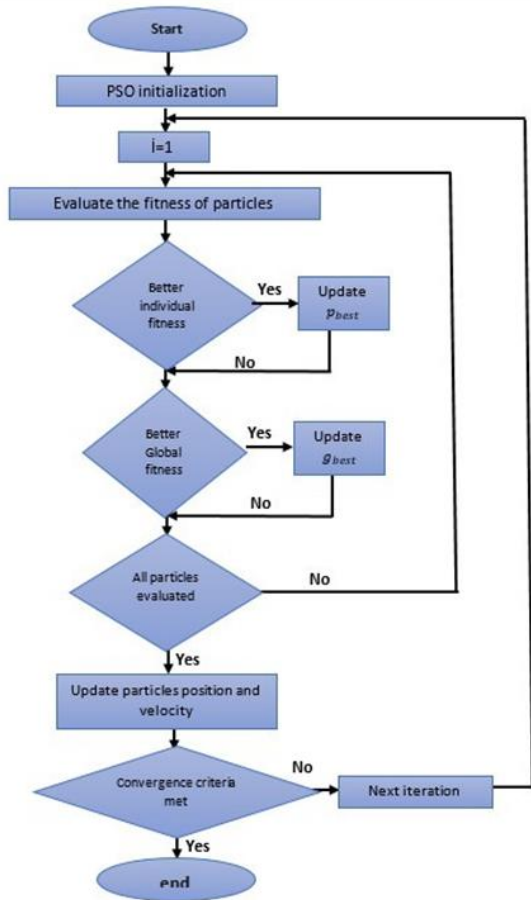 Start
PSO initialization
i=1
Evaluate the fitness of particles
Better
individual
fitness
Yes
Update
pbest
No
Better
Global
fitness
Yes
Update
gbest
No
All particles
evaluated
No
Yes
Update particles position and
velocity
Convergence criteria
met
No
Next iteration
Yes
end